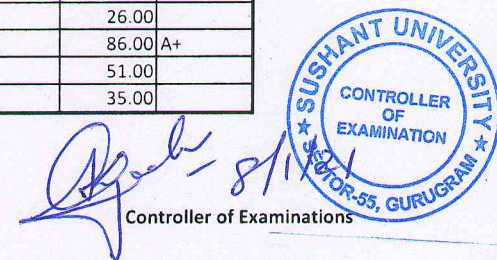 26.00
86.00 A+
51.00
35.00
SUSHANT UNIVERSITY
CONTROLLER
OF
EXAMINATION
★ SECTOR-55, GURUGRAM ★
8/1/21
Controller of Examinations